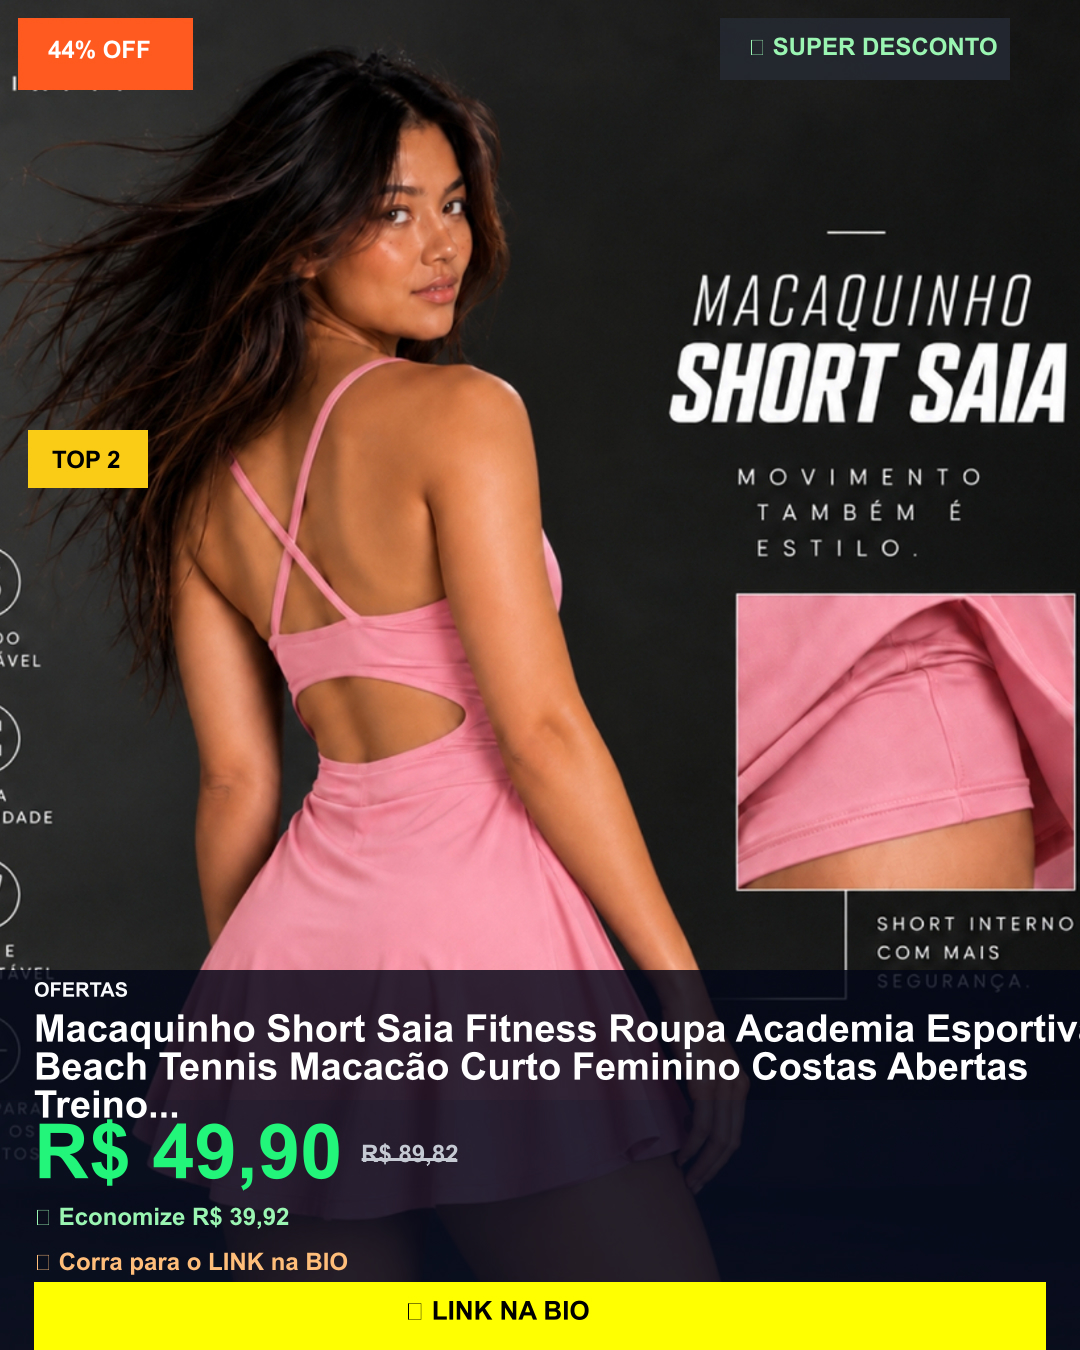 44% OFF
SUPER DESCONTO
MACAQUINHO
SHORT SAIA
TOP 2
MOVIMENTO
TAMBÉM É
ESTILO.
SHORT INTERNO
COM MAIS
SEGURANÇA.
OFERTAS
Macaquinho Short Saia Fitness Roupa Academia Esportiv
Beach Tennis Macacão Curto Feminino Costas Abertas
Treino...
R$ 49,90 R$ 89,82
Economize R$ 39,92
Corra para o LINK na BIO
LINK NA BIO